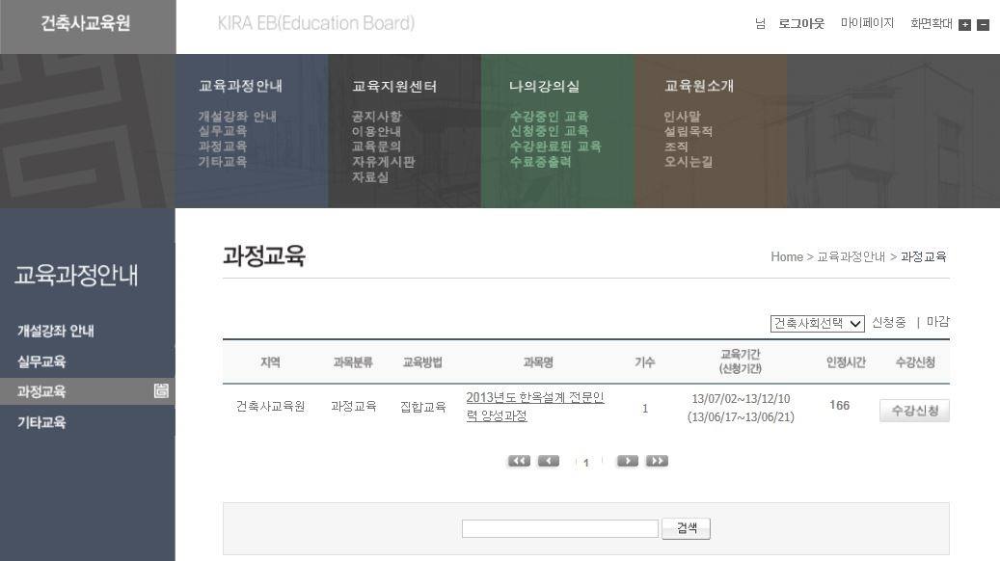 건축사교육원
KIRA EB(Education Board)
님 로그아웃 마이페이지 화면확대 + -
교육과정안내
개설강좌 안내
실무교육
과정교육
기타교육
교육지원센터
공지사항
이용안내
교육문의
자유게시판
자료실
나의강의실
수강중인 교육
신청중인 교육
수강완료된 교육
수료증출력
교육원소개
인사말
설립목적
조직
오시는길
교육과정안내
개설강좌 안내
실무교육
과정교육
기타교육
과정교육
Home > 교육과정안내 > 과정교육
건축사회선택 신청중 | 마감
지역 과목분류 교육방법 과목명 기수 교육기간 인정시간 수강신청
(신청기간)
건축사교육원 과정교육 집합교육 2013년도 한옥설계 전문인 1 13/07/02~13/12/10 166 수강신청
력 양성과정 (13/06/17~13/06/21)
1
검색